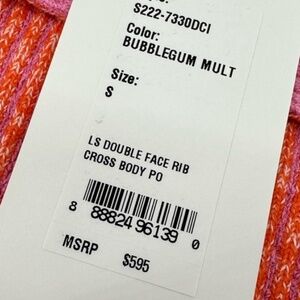 S222-7330DCI
Color:
BUBBLEGUM MULT
Size:
S
LS DOUBLE FACE RIB
CROSS BODY PO
8 88824 96139 0
MSRP $595